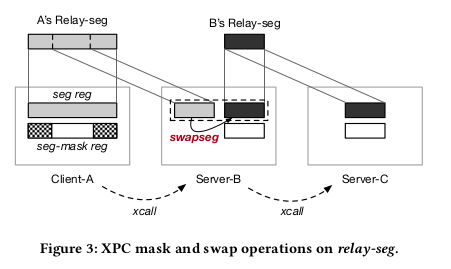 A's Relay-seg
B's Relay-seg
seg reg
swapseg
seg-mask reg
Client-A
Server-B
Server-C
xcall
xcall
Figure 3: XPC mask and swap operations on relay-seg.